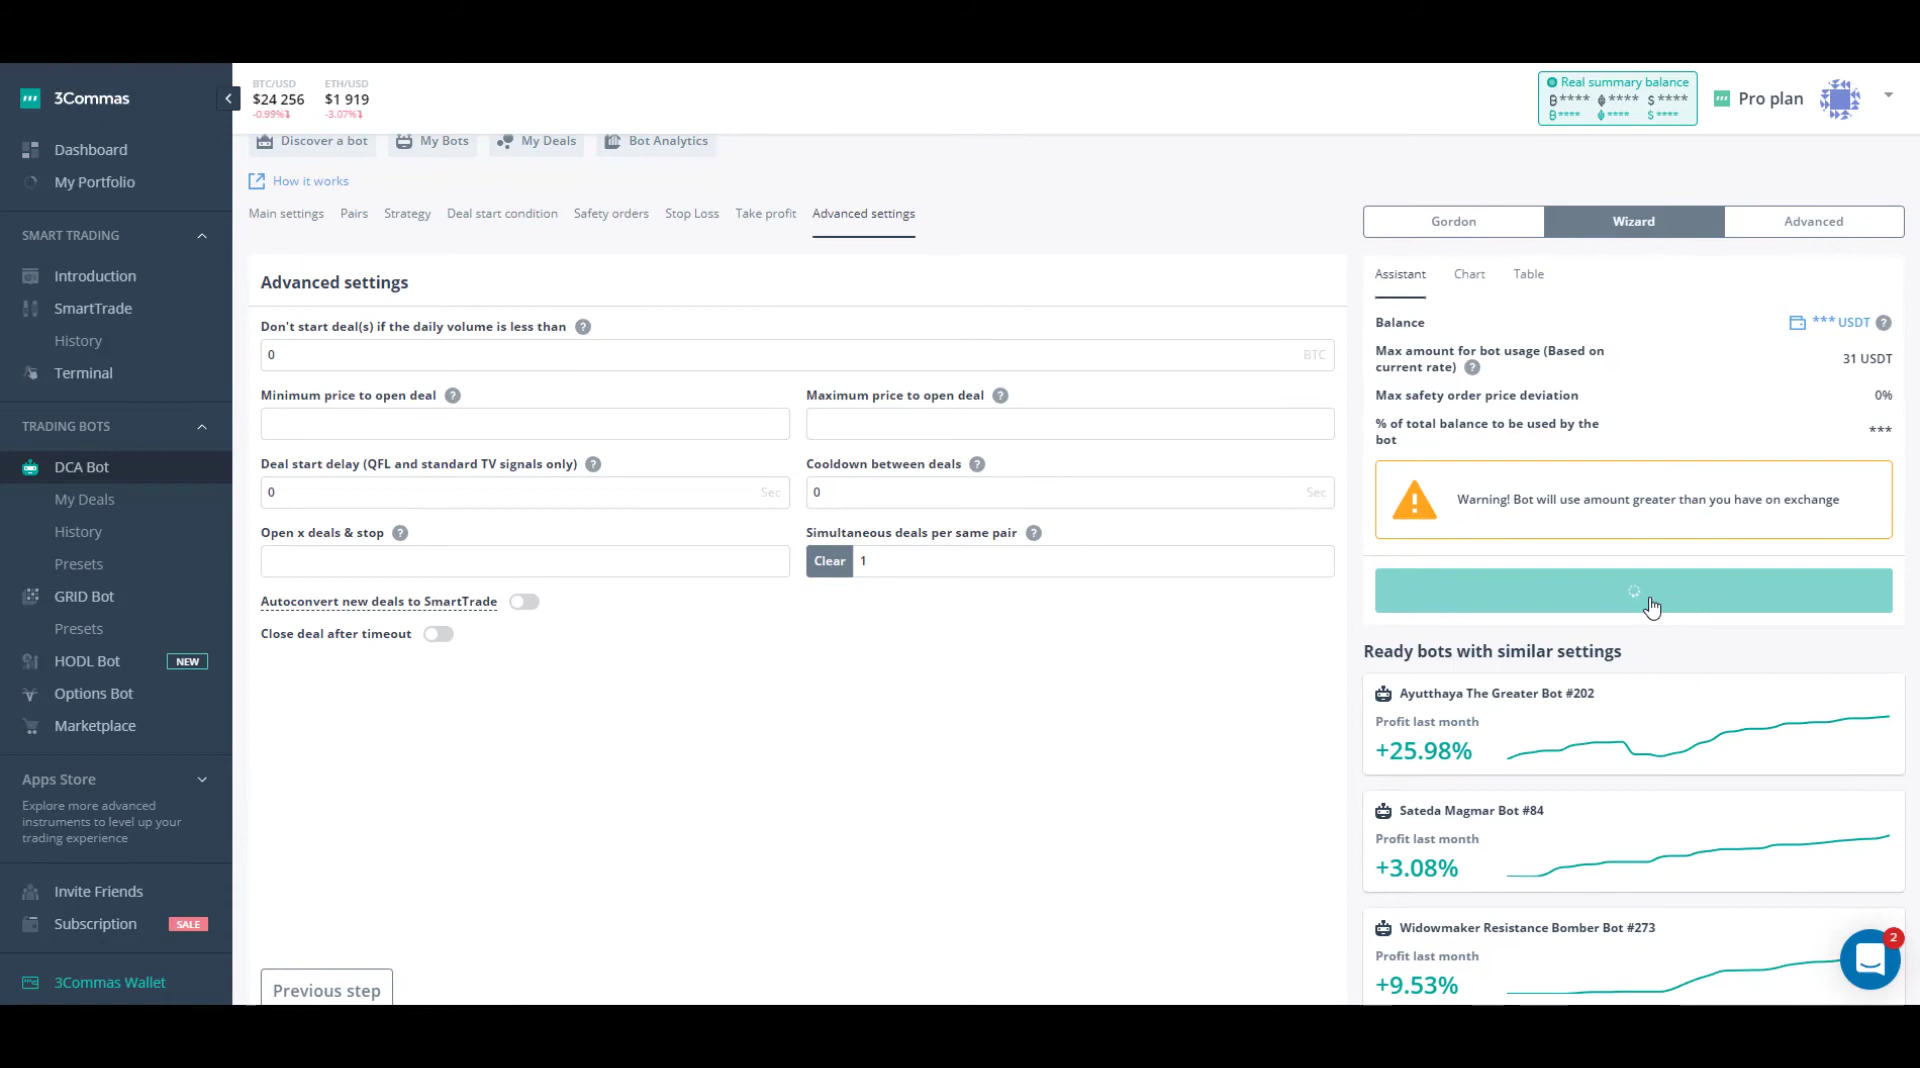 3Commas
Dashboard
My Portfolio
SMART TRADING
Introduction
SmartTrade
History
Terminal
TRADING BOTS
DCA Bot
My Deals
History
Presets
GRID Bot
Presets
HODL Bot NEW
Options Bot
Marketplace
Apps Store
Explore more advanced
instruments to level up your
trading experience
Invite Friends
Subscription SALE
3Commas Wallet
BTC/USD ETH/USD
$24 256 $1 919
-0.99% -3.07%
Real summary balance
**** **** $ ****
**** **** $ ****
Pro plan
Discover a bot My Bots My Deals Bot Analytics
How it works
Main settings Pairs Strategy Deal start condition Safety orders Stop Loss Take profit Advanced settings
Advanced settings
Don't start deal(s) if the daily volume is less than ?
0 BTC
Minimum price to open deal ? Maximum price to open deal ?
Deal start delay (QFL and standard TV signals only) ? Cooldown between deals ?
0 Sec 0 Sec
Open x deals & stop ? Simultaneous deals per same pair ?
Clear 1
Autoconvert new deals to SmartTrade
Close deal after timeout
Previous step
Gordon Wizard Advanced
Assistant Chart Table
Balance *** USDT ?
Max amount for bot usage (Based on
current rate) ? 31 USDT
Max safety order price deviation 0%
% of total balance to be used by the
bot ***
Warning! Bot will use amount greater than you have on exchange
Ready bots with similar settings
Ayutthaya The Greater Bot #202
Profit last month
+25.98%
Sateda Magmar Bot #84
Profit last month
+3.08%
Widowmaker Resistance Bomber Bot #273
Profit last month
+9.53%
2